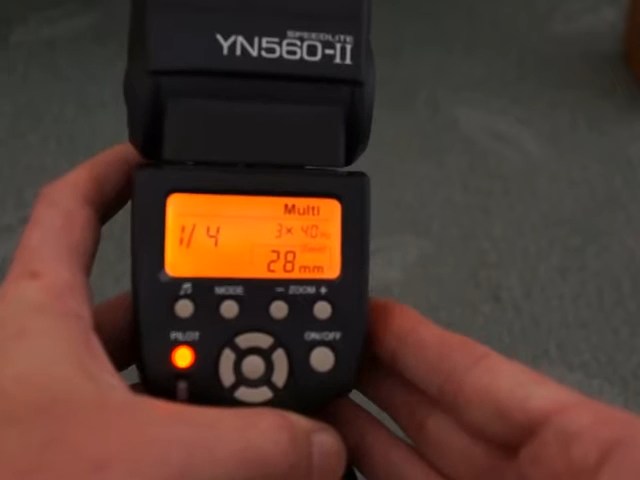 SPEEDLITE
YN560-II
Multi
1/4
3× 40Hz
28mm
MODE
− ZOOM +
PILOT
ON/OFF